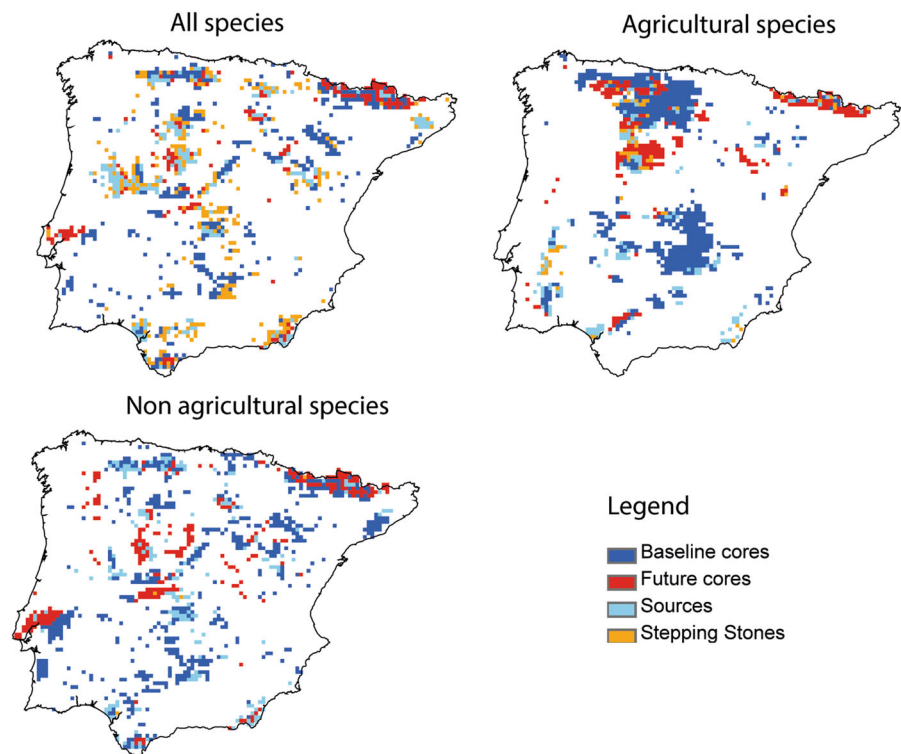 All species
Agricultural species
Non agricultural species
Legend
Baseline cores
Future cores
Sources
Stepping Stones